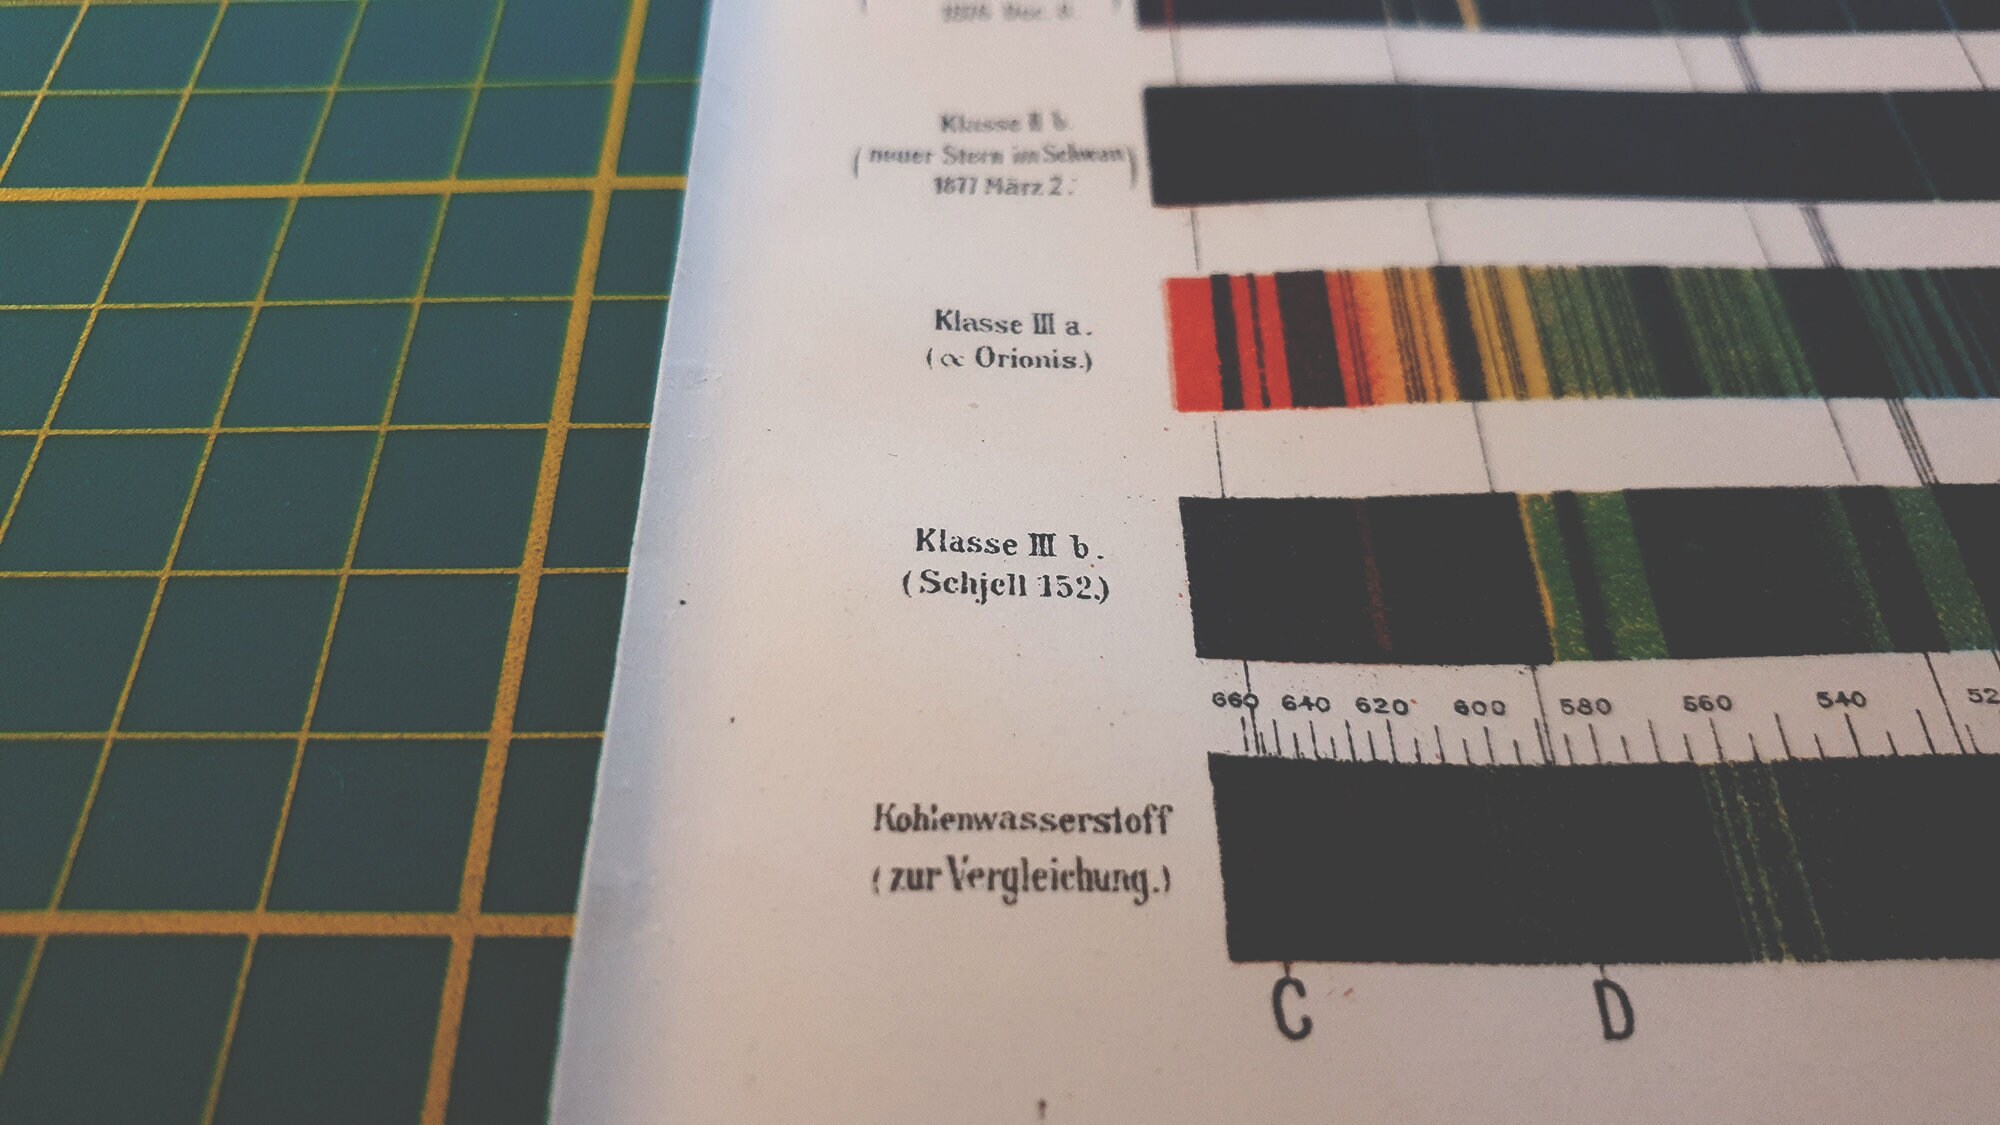 Klasse II b.
(neuer Stern im Schwan)
1877 März 2.
Klasse III a.
(α Orionis.)
Klasse III b.
(Schjell 152.)
660 640 620 600 580 560 540 52
Kohlenwasserstoff
(zur Vergleichung.)
C D